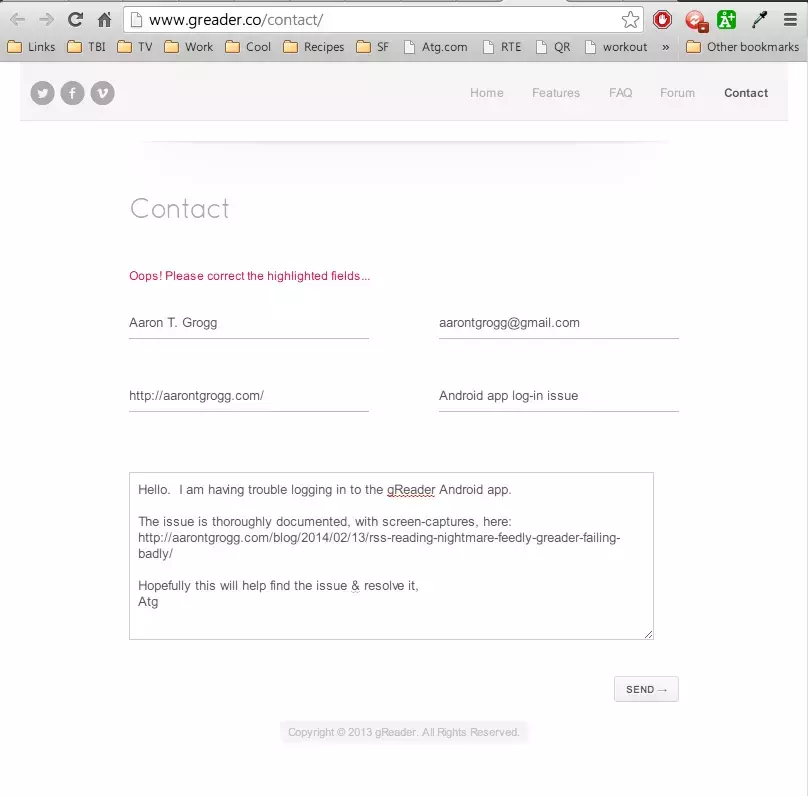 www.greader.co/contact/
Links TBI TV Work Cool Recipes SF Atg.com RTE QR workout » Other bookmarks
Home Features FAQ Forum Contact
Contact
Oops! Please correct the highlighted fields...
Aaron T. Grogg aarontgrogg@gmail.com
http://aarontgrogg.com/ Android app log-in issue
Hello. I am having trouble logging in to the gReader Android app.
The issue is thoroughly documented, with screen-captures, here:
http://aarontgrogg.com/blog/2014/02/13/rss-reading-nightmare-feedly-greader-failing-
badly/
Hopefully this will help find the issue & resolve it,
Atg
SEND →
Copyright © 2013 gReader. All Rights Reserved.